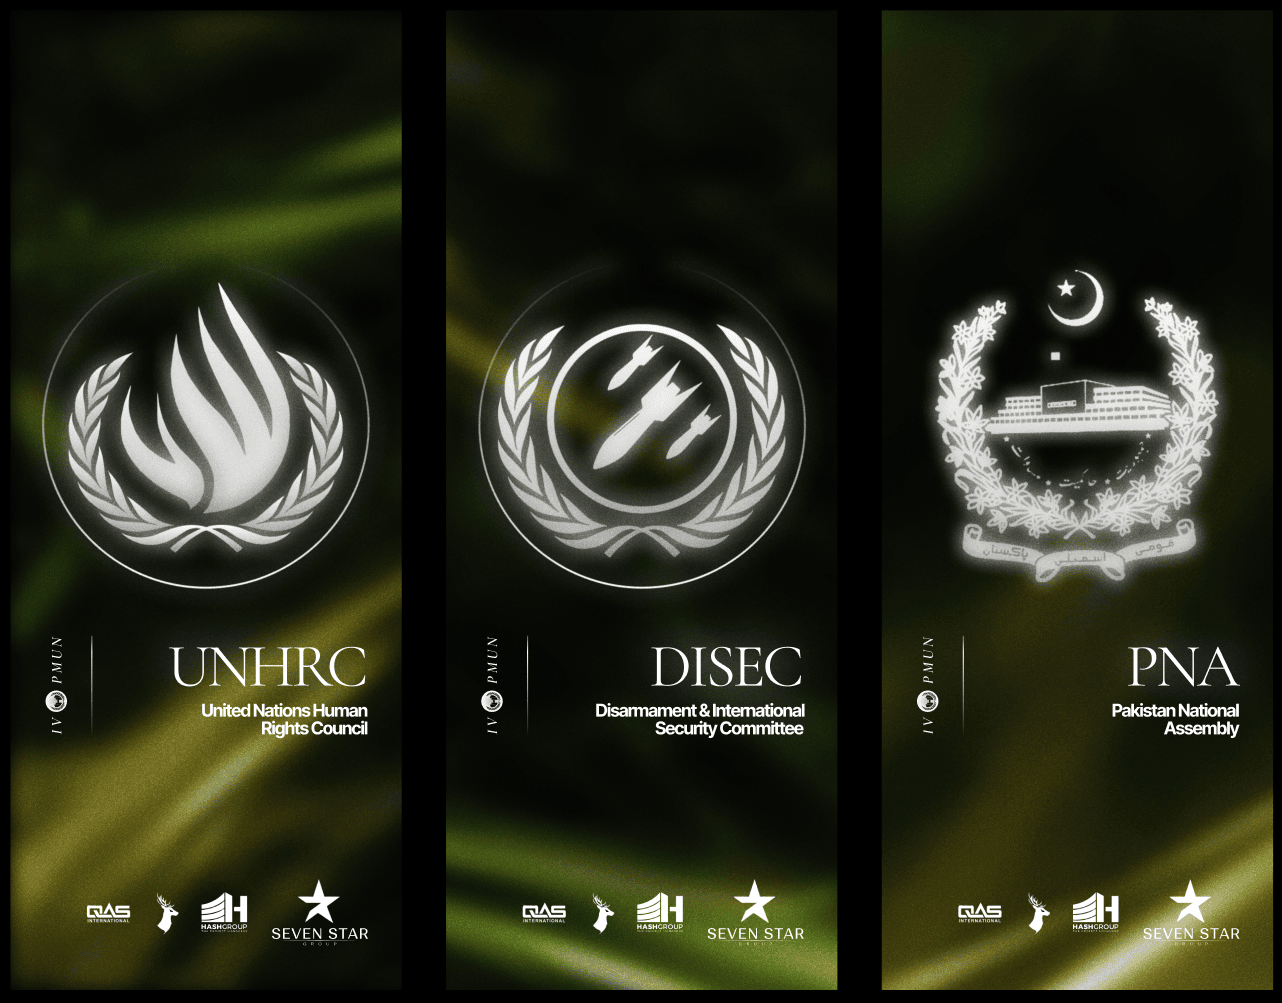 UNHRC
United Nations Human
Rights Council
IV PMUN
QAS
INTERNATIONAL
HASHGROUP
SEVEN STAR
GROUP
DISEC
Disarmament & International
Security Committee
IV PMUN
QAS
INTERNATIONAL
HASHGROUP
SEVEN STAR
GROUP
قومی اسمبلی پاکستان
PNA
Pakistan National
Assembly
IV PMUN
QAS
INTERNATIONAL
HASHGROUP
SEVEN STAR
GROUP